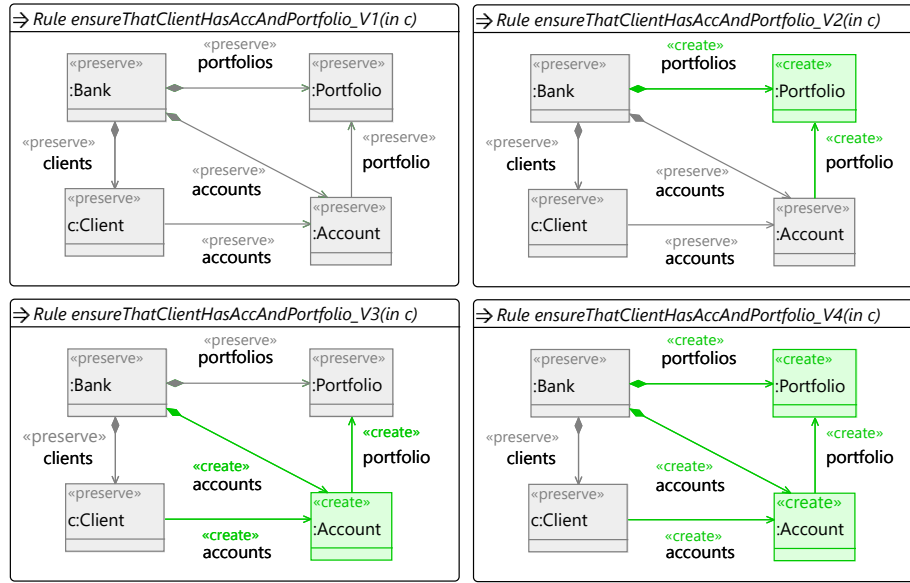 ⇒ Rule ensureThatClientHasAccAndPortfolio_V1(in c)
«preserve»
:Bank
«preserve»
portfolios
«preserve»
:Portfolio
«preserve»
clients
«preserve»
accounts
«preserve»
portfolio
«preserve»
c:Client
«preserve»
accounts
«preserve»
:Account
⇒ Rule ensureThatClientHasAccAndPortfolio_V2(in c)
«preserve»
:Bank
«create»
portfolios
«create»
:Portfolio
«preserve»
clients
«preserve»
accounts
«create»
portfolio
«preserve»
c:Client
«preserve»
accounts
«preserve»
:Account
⇒ Rule ensureThatClientHasAccAndPortfolio_V3(in c)
«preserve»
:Bank
«preserve»
portfolios
«preserve»
:Portfolio
«preserve»
clients
«create»
accounts
«create»
portfolio
«preserve»
c:Client
«create»
accounts
«create»
:Account
⇒ Rule ensureThatClientHasAccAndPortfolio_V4(in c)
«preserve»
:Bank
«create»
portfolios
«create»
:Portfolio
«preserve»
clients
«create»
accounts
«create»
portfolio
«preserve»
c:Client
«create»
accounts
«create»
:Account